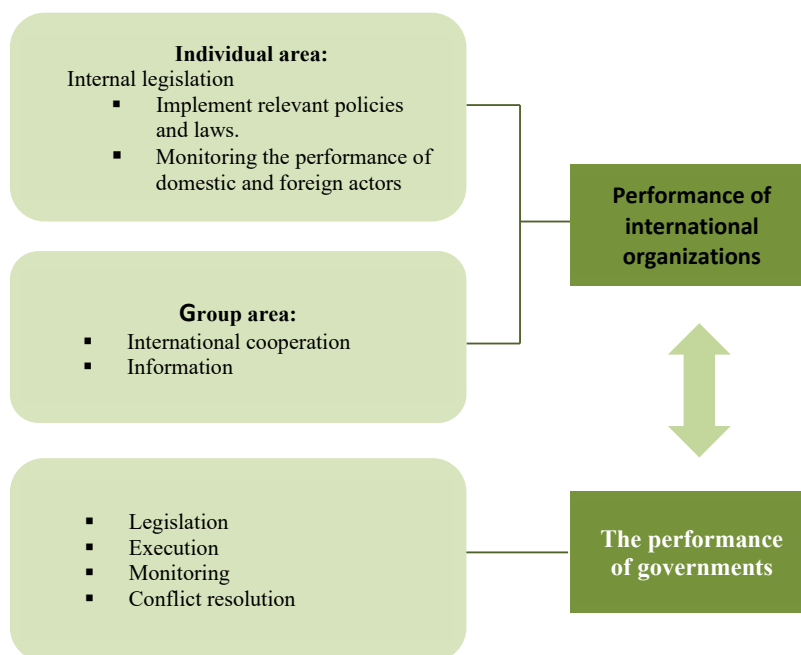 Individual area:
Internal legislation
▪ Implement relevant policies
and laws.
▪ Monitoring the performance of
domestic and foreign actors
Performance of
international
organizations
Group area:
▪ International cooperation
▪ Information
▪ Legislation
▪ Execution
▪ Monitoring
▪ Conflict resolution
The performance
of governments